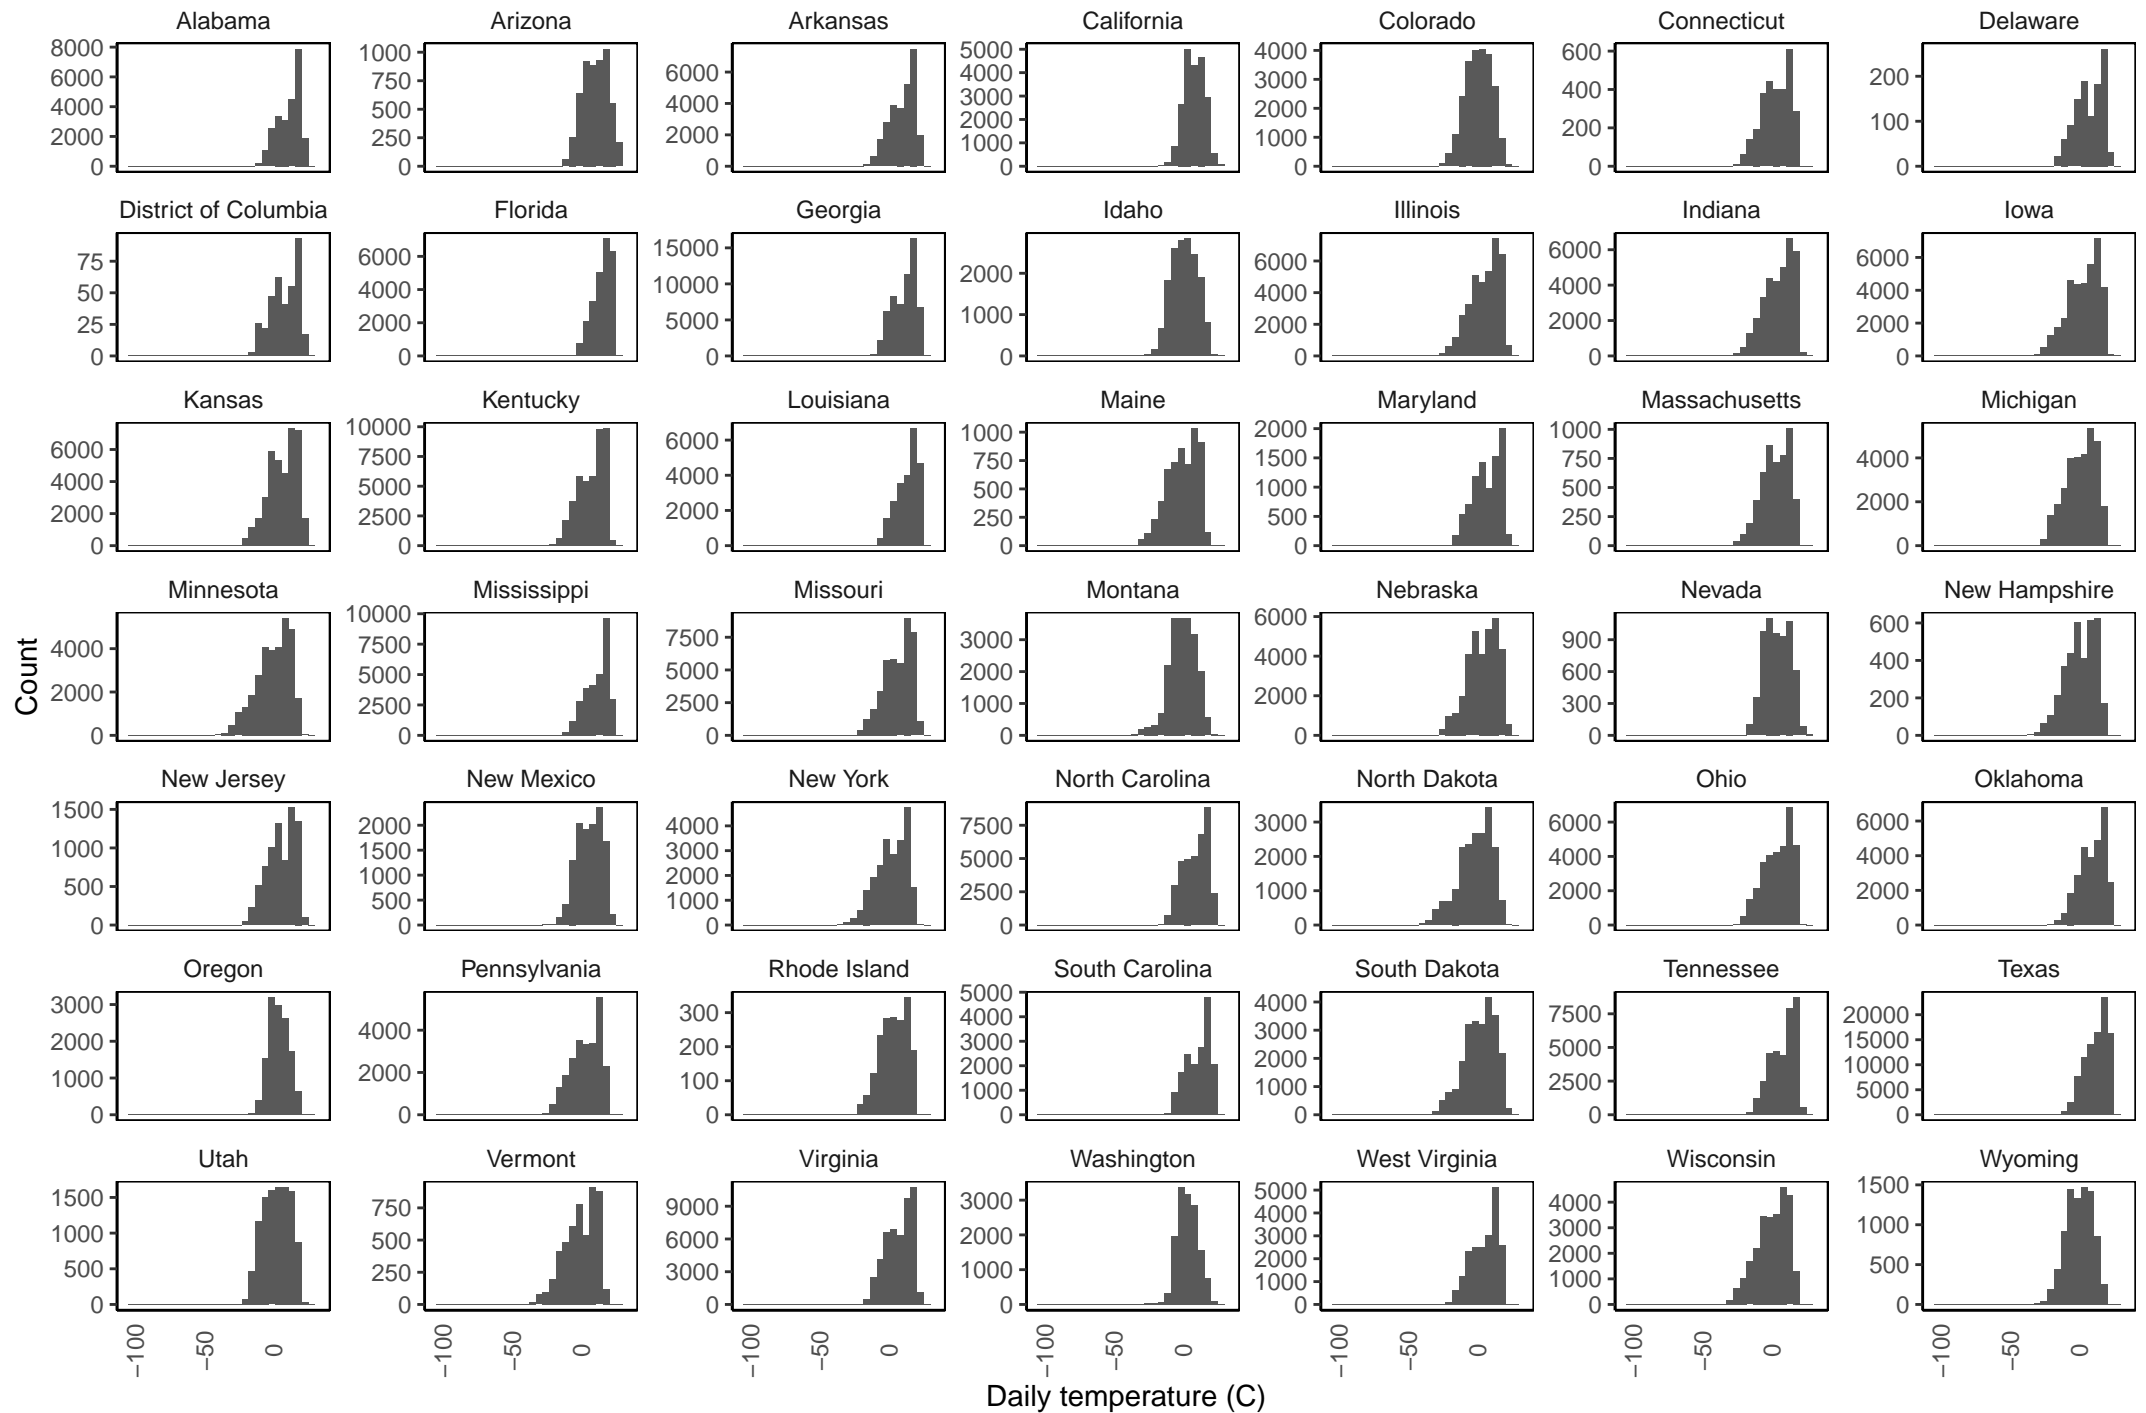 Alabama Arizona Arkansas California Colorado Connecticut Delaware
8000 6000 4000 2000 0
1000 750 500 250 0
6000 4000 2000 0
5000 4000 3000 2000 1000 0
4000 3000 2000 1000 0
600 400 200 0
200 100 0
District of Columbia Florida Georgia Idaho Illinois Indiana Iowa
75 50 25 0
6000 4000 2000 0
15000 10000 5000 0
2000 1000 0
6000 4000 2000 0
6000 4000 2000 0
6000 4000 2000 0
Kansas Kentucky Louisiana Maine Maryland Massachusetts Michigan
6000 4000 2000 0
10000 7500 5000 2500 0
6000 4000 2000 0
1000 750 500 250 0
2000 1500 1000 500 0
1000 750 500 250 0
4000 2000 0
Minnesota Mississippi Missouri Montana Nebraska Nevada New Hampshire
4000 2000 0
10000 7500 5000 2500 0
7500 5000 2500 0
3000 2000 1000 0
6000 4000 2000 0
900 600 300 0
600 400 200 0
Count
New Jersey New Mexico New York North Carolina North Dakota Ohio Oklahoma
1500 1000 500 0
2000 1500 1000 500 0
4000 3000 2000 1000 0
7500 5000 2500 0
3000 2000 1000 0
6000 4000 2000 0
6000 4000 2000 0
Oregon Pennsylvania Rhode Island South Carolina South Dakota Tennessee Texas
3000 2000 1000 0
4000 2000 0
300 200 100 0
5000 4000 3000 2000 1000 0
4000 3000 2000 1000 0
7500 5000 2500 0
20000 15000 10000 5000 0
Utah Vermont Virginia Washington West Virginia Wisconsin Wyoming
1500 1000 500 0
750 500 250 0
9000 6000 3000 0
3000 2000 1000 0
5000 4000 3000 2000 1000 0
4000 3000 2000 1000 0
1500 1000 500 0
−100 −50 0 −100 −50 0 −100 −50 0 −100 −50 0 −100 −50 0 −100 −50 0 −100 −50 0
Daily temperature (C)